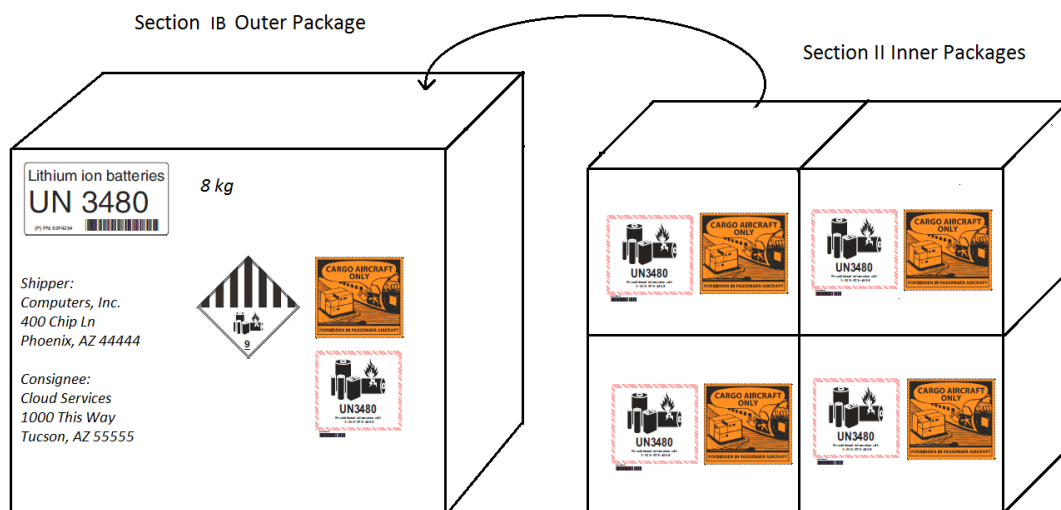 Section IB Outer Package
Section II Inner Packages
Lithium ion batteries
UN 3480
8 kg
Shipper:
Computers, Inc.
400 Chip Ln
Phoenix, AZ 44444
Consignee:
Cloud Services
1000 This Way
Tucson, AZ 55555
9
CARGO AIRCRAFT
ONLY
FORBIDDEN IN PASSENGER AIRCRAFT
UN3480
UN3480
CARGO AIRCRAFT
ONLY
FORBIDDEN IN PASSENGER AIRCRAFT
UN3480
CARGO AIRCRAFT
ONLY
FORBIDDEN IN PASSENGER AIRCRAFT
UN3480
CARGO AIRCRAFT
ONLY
FORBIDDEN IN PASSENGER AIRCRAFT
UN3480
CARGO AIRCRAFT
ONLY
FORBIDDEN IN PASSENGER AIRCRAFT